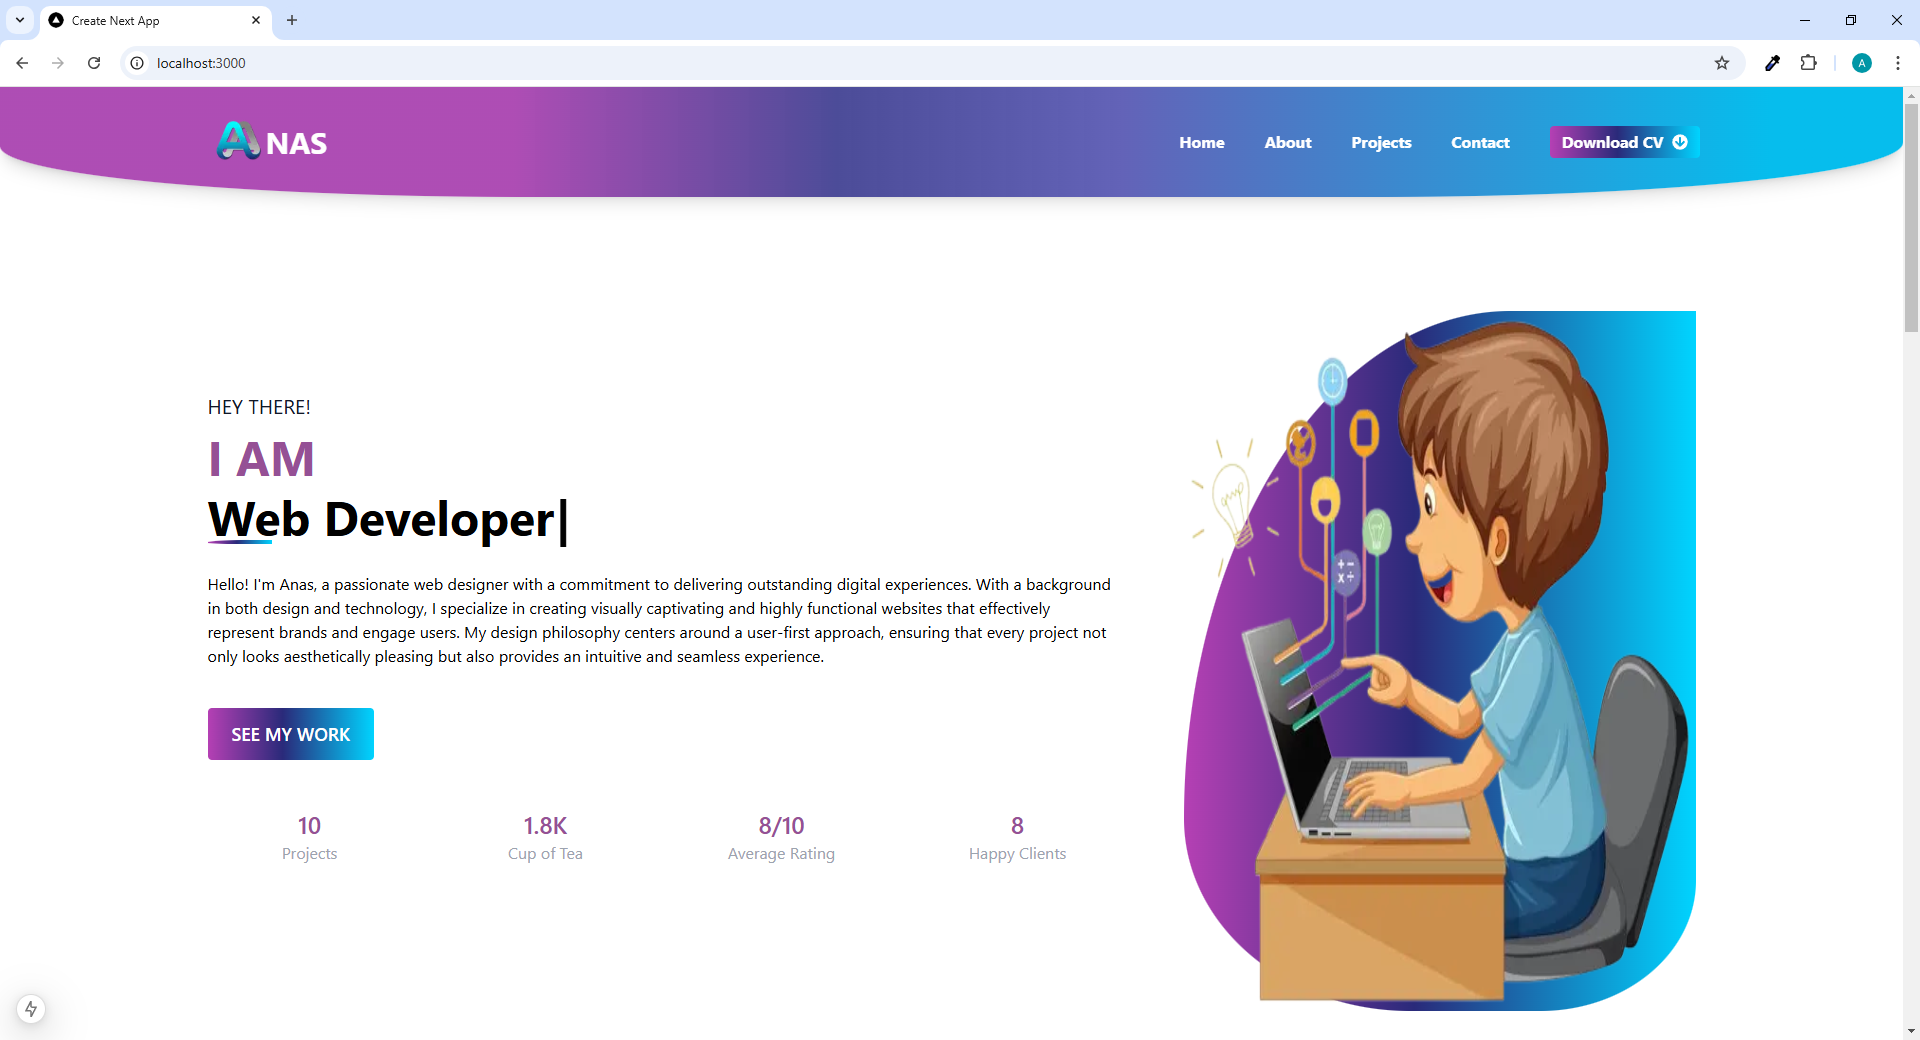 Create Next App
localhost:3000
A
NAS
Home
About
Projects
Contact
Download CV
HEY THERE!
I AM
Web Developer|
Hello! I'm Anas, a passionate web designer with a commitment to delivering outstanding digital experiences. With a background
in both design and technology, I specialize in creating visually captivating and highly functional websites that effectively
represent brands and engage users. My design philosophy centers around a user-first approach, ensuring that every project not
only looks aesthetically pleasing but also provides an intuitive and seamless experience.
SEE MY WORK
10
Projects
1.8K
Cup of Tea
8/10
Average Rating
8
Happy Clients